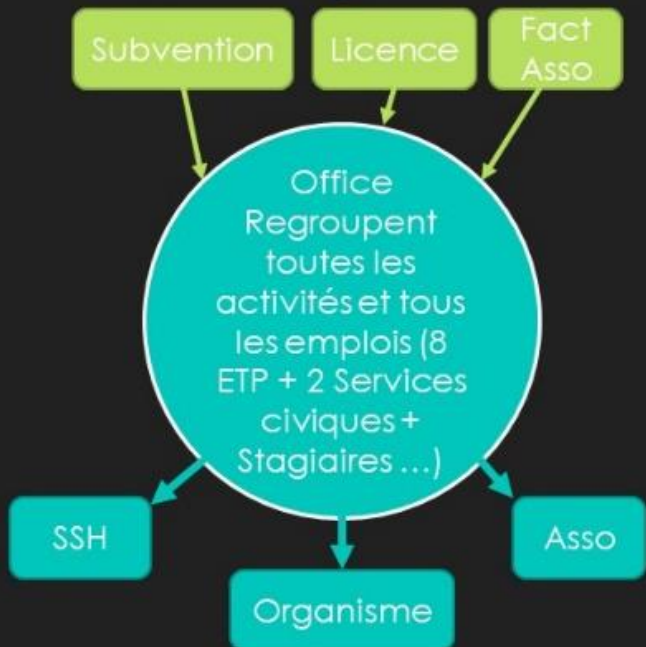 Subvention
Licence
Fact
Asso
Office
Regroupent
toutes les
activités et tous
les emplois (8
ETP + 2 Services
civiques +
Stagiaires ...)
SSH
Asso
Organisme